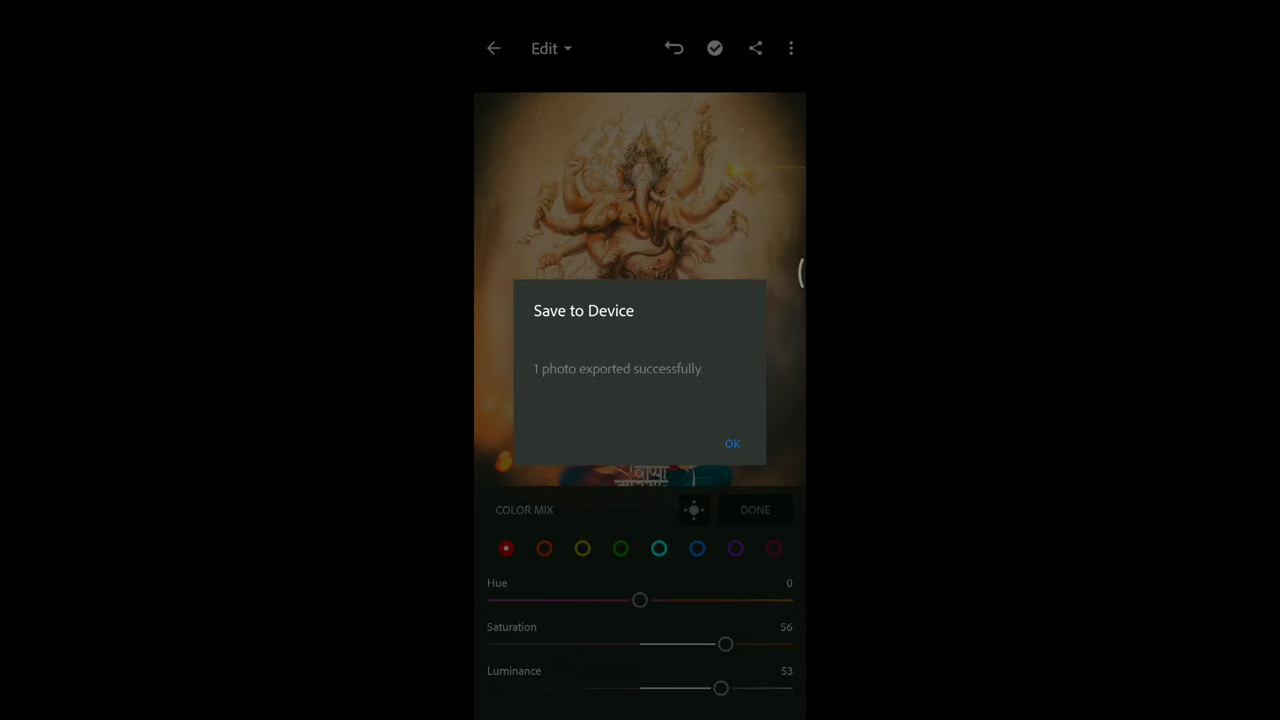 Edit
Save to Device
1 photo exported successfully.
OK
बाप्पा
COLOR MIX
DONE
Hue
0
Saturation
56
Luminance
53